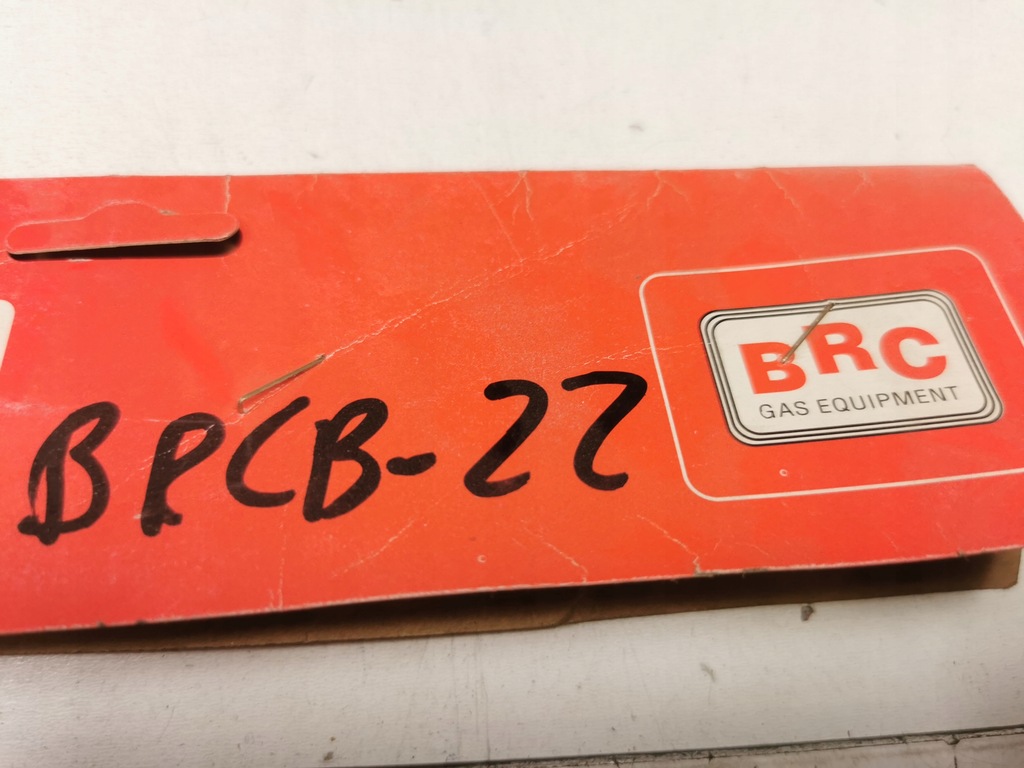 BPCB-22
BRC
GAS EQUIPMENT